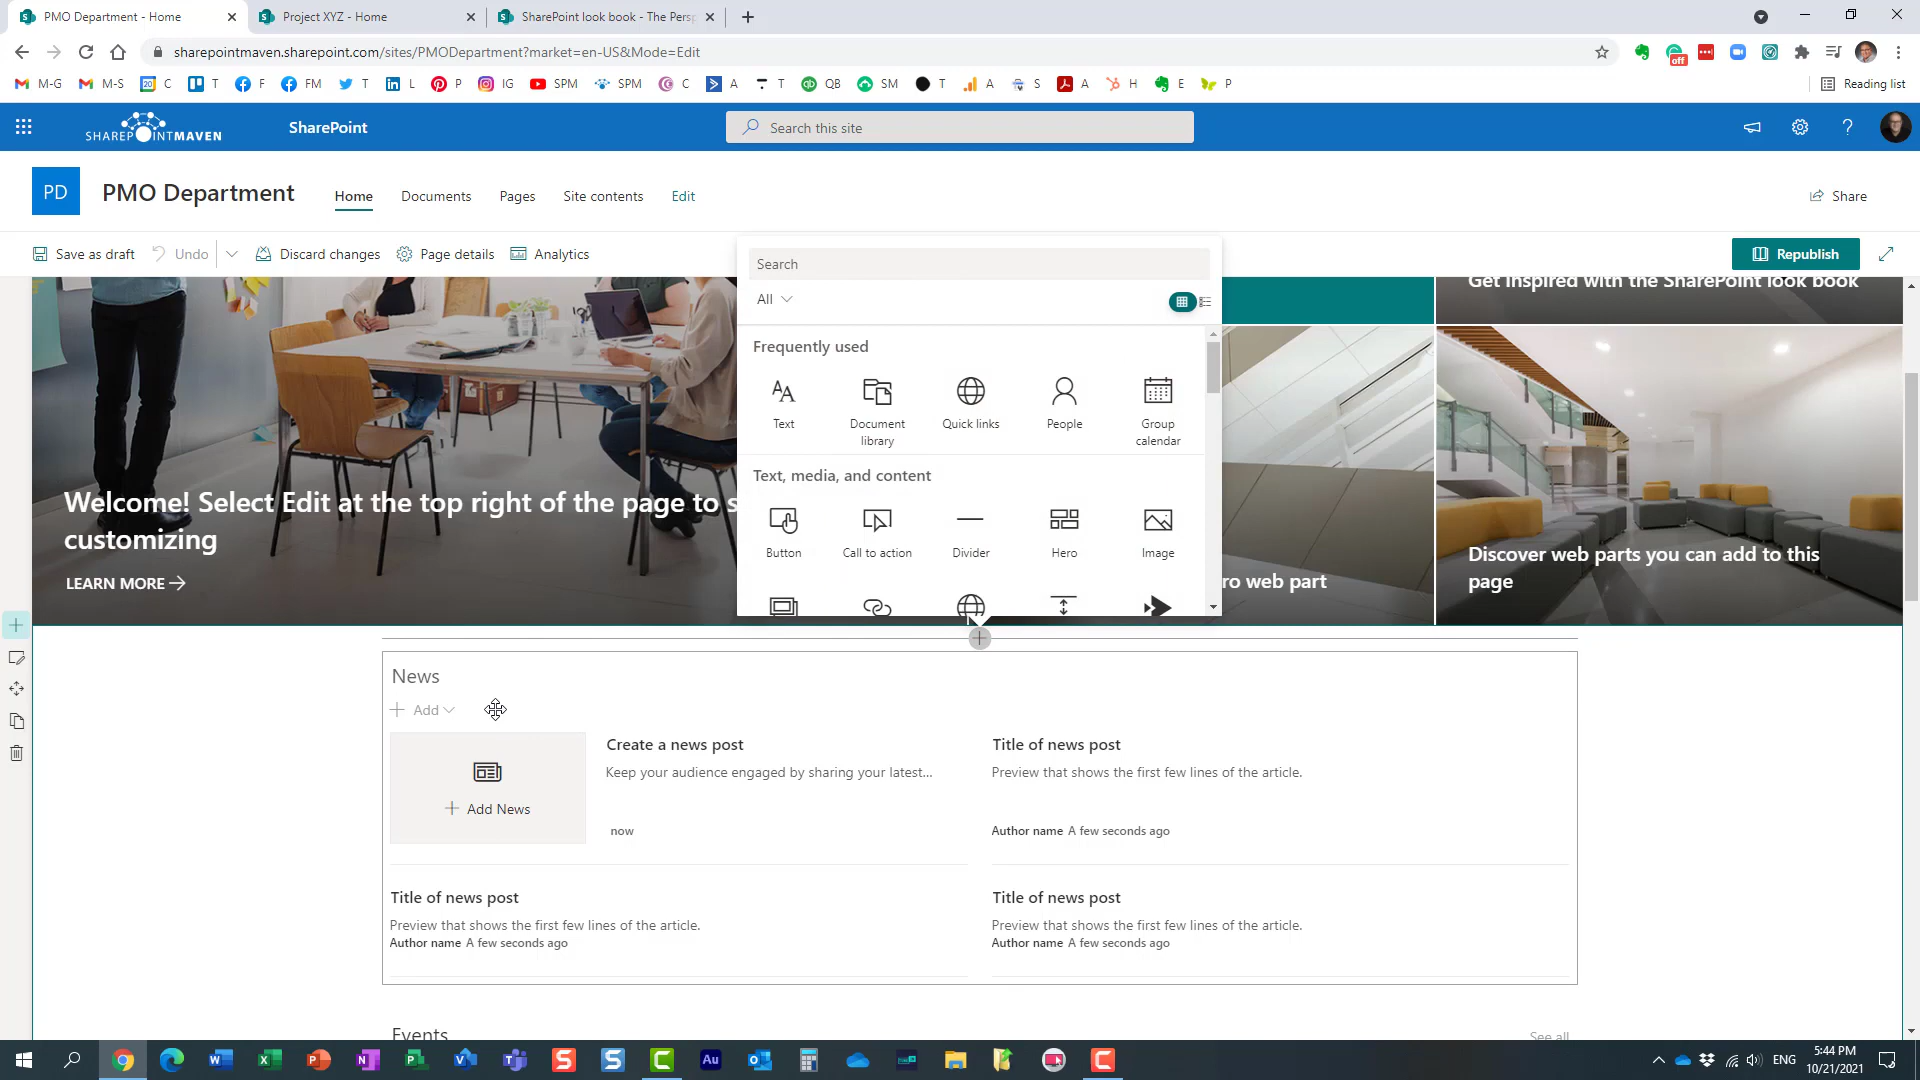 PMO Department - Home
Project XYZ - Home
SharePoint look book - The Persp
sharepointmaven.sharepoint.com/sites/PMODepartment?market=en-US&Mode=Edit
off
M-G
M-S
20
C
T
F
FM
T
L
P
IG
SPM
SPM
C
A
T
QB
SM
T
A
S
A
H
E
P
Reading list
SHAREPOINTMAVEN
SharePoint
Search this site
PD
PMO Department
Home
Documents
Pages
Site contents
Edit
Share
Save as draft
Undo
Discard changes
Page details
Analytics
Republish
Search
All
Frequently used
Text
Document library
Quick links
People
Group calendar
Text, media, and content
Button
Call to action
Divider
Hero
Image
Get inspired with the SharePoint look book
Welcome! Select Edit at the top right of the page to s
customizing
LEARN MORE
ro web part
Discover web parts you can add to this
page
News
Add
Add News
Create a news post
Keep your audience engaged by sharing your latest...
now
Title of news post
Preview that shows the first few lines of the article.
Author name A few seconds ago
Title of news post
Preview that shows the first few lines of the article.
Author name A few seconds ago
Title of news post
Preview that shows the first few lines of the article.
Author name A few seconds ago
Events
See all
ENG
5:44 PM
10/21/2021